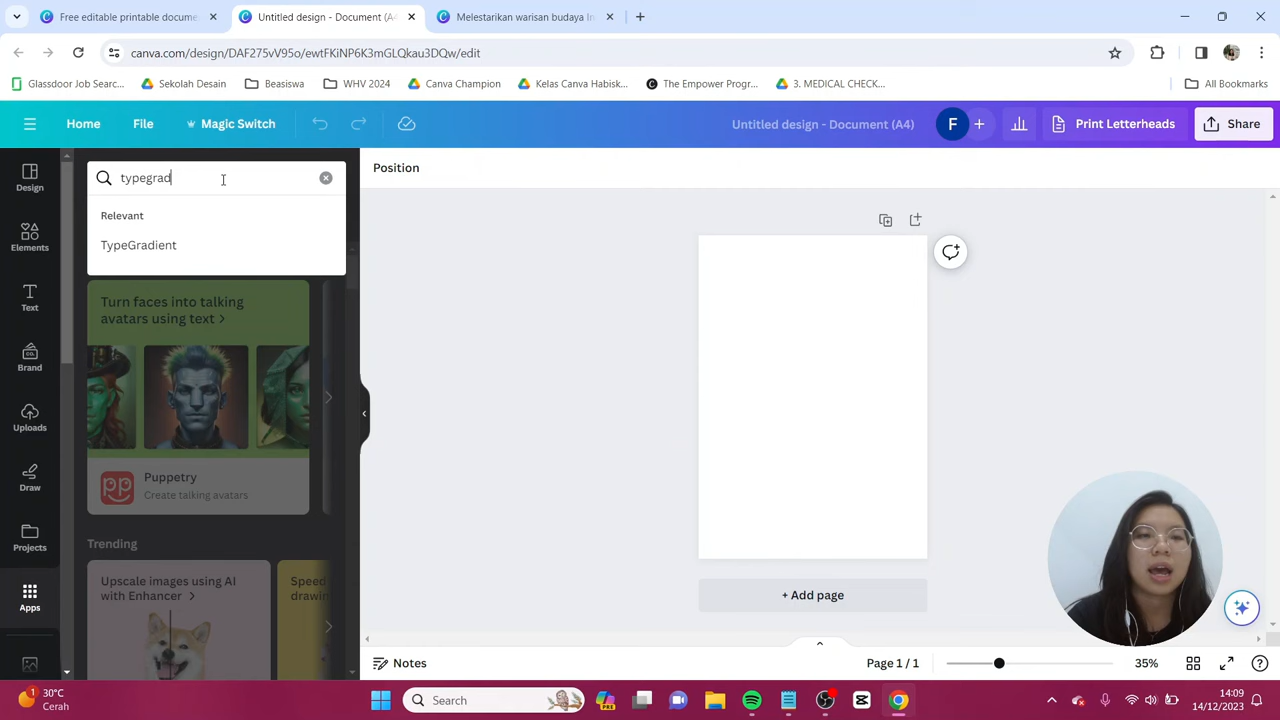 Free editable printable docume
Untitled design - Document (A4
Melestarikan warisan budaya In
canva.com/design/DAF275vV95o/ewtFKiNP6K3mGLQkau3DQw/edit
Glassdoor Job Searc...
Sekolah Desain
Beasiswa
WHV 2024
Canva Champion
Kelas Canva Habisk...
The Empower Progr...
3. MEDICAL CHECK...
All Bookmarks
Home
File
Magic Switch
Untitled design - Document (A4)
F
Print Letterheads
Share
Design
Elements
Text
Brand
Uploads
Draw
Projects
Apps
typegrad
Relevant
TypeGradient
Turn faces into talking
avatars using text >
Puppetry
Create talking avatars
Trending
Upscale images using AI
with Enhancer >
Speed
drawin
Position
+ Add page
Notes
Page 1 / 1
35%
30°C
Cerah
Search
14:09
14/12/2023